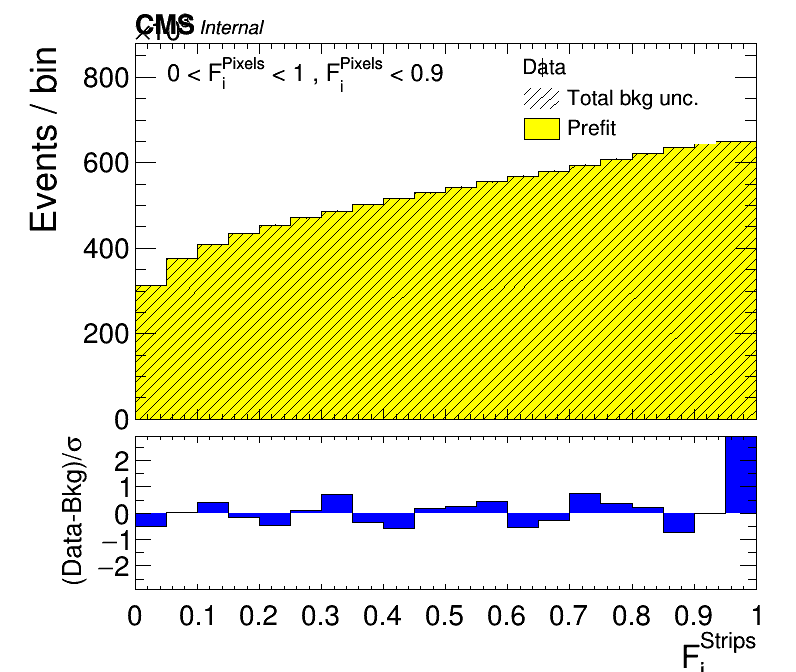 CMS Internal
×10³
0 < F_i^Pixels < 1 , F_i^Pixels < 0.9
Data
Total bkg unc.
Prefit
Events / bin
800
600
400
200
0
(Data-Bkg)/σ
2
1
0
−1
−2
0 0.1 0.2 0.3 0.4 0.5 0.6 0.7 0.8 0.9 1
F_i^Strips